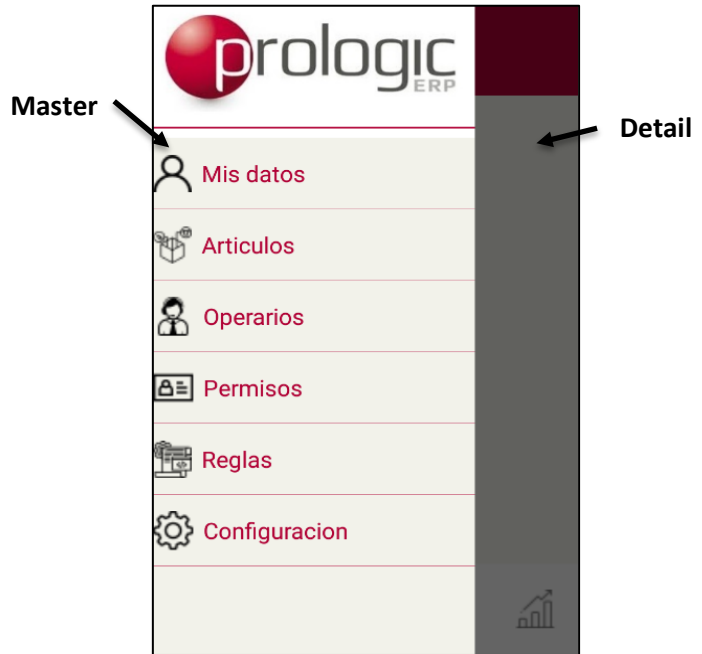 prologic
ERP
Master
Detail
Mis datos
Articulos
Operarios
Permisos
Reglas
Configuracion